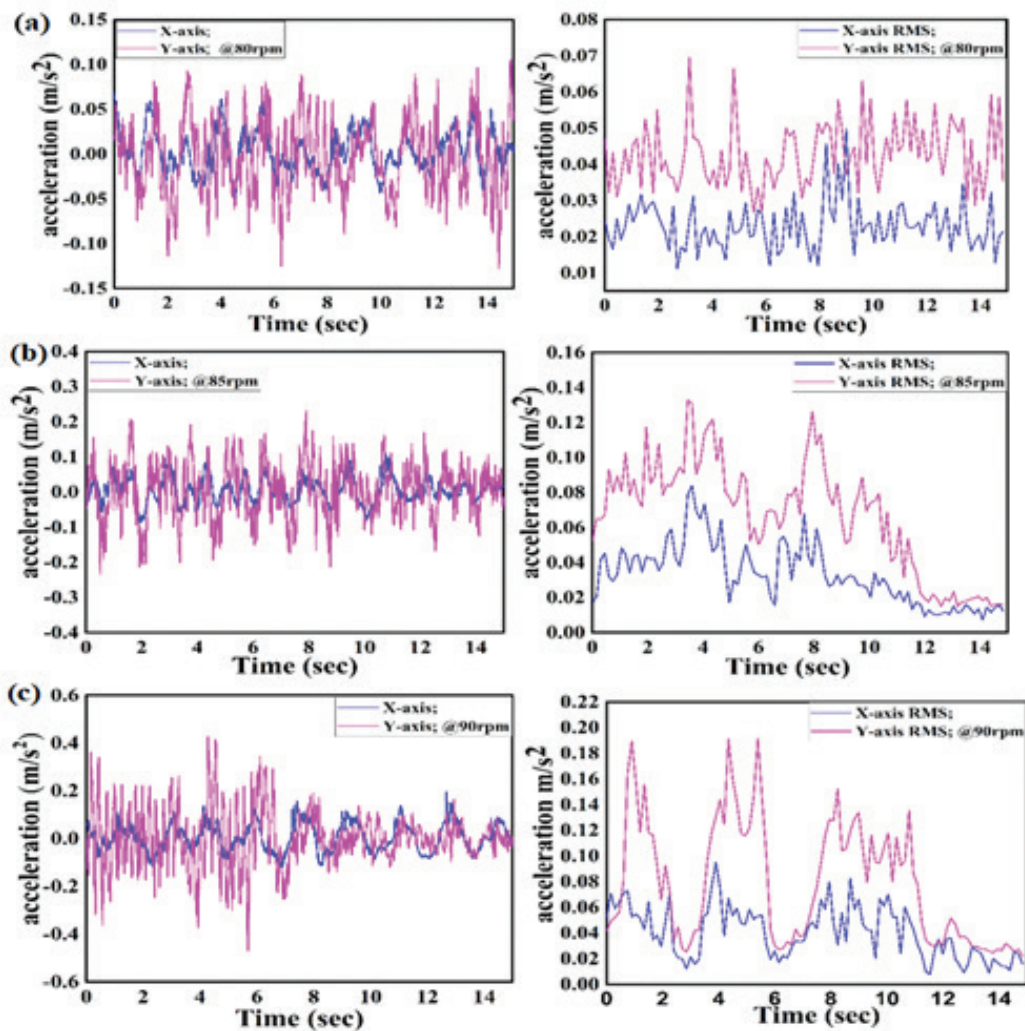 (a)
0.15
0.10
0.05
0.00
-0.05
-0.10
-0.15
acceleration (m/s²)
X-axis;
Y-axis; @80rpm
0 2 4 6 8 10 12 14
Time (sec)
0.08
0.07
0.06
0.05
0.04
0.03
0.02
0.01
acceleration (m/s²)
X-axis RMS;
Y-axis RMS; @80rpm
0 2 4 6 8 10 12 14
Time (sec)
(b)
0.4
0.3
0.2
0.1
0.0
-0.1
-0.2
-0.3
-0.4
acceleration (m/s²)
X-axis;
Y-axis; @85rpm
0 2 4 6 8 10 12 14
Time (sec)
0.16
0.14
0.12
0.10
0.08
0.06
0.04
0.02
0.00
acceleration (m/s²)
X-axis RMS;
Y-axis RMS; @85rpm
0 2 4 6 8 10 12 14
Time (sec)
(c)
0.6
0.4
0.2
0.0
-0.2
-0.4
-0.6
acceleration (m/s²)
X-axis;
Y-axis; @90rpm
0 2 4 6 8 10 12 14
Time (sec)
0.22
0.20
0.18
0.16
0.14
0.12
0.10
0.08
0.06
0.04
0.02
0.00
acceleration m/s²
X-axis RMS;
Y-axis RMS; @90rpm
0 2 4 6 8 10 12 14
Time (sec)